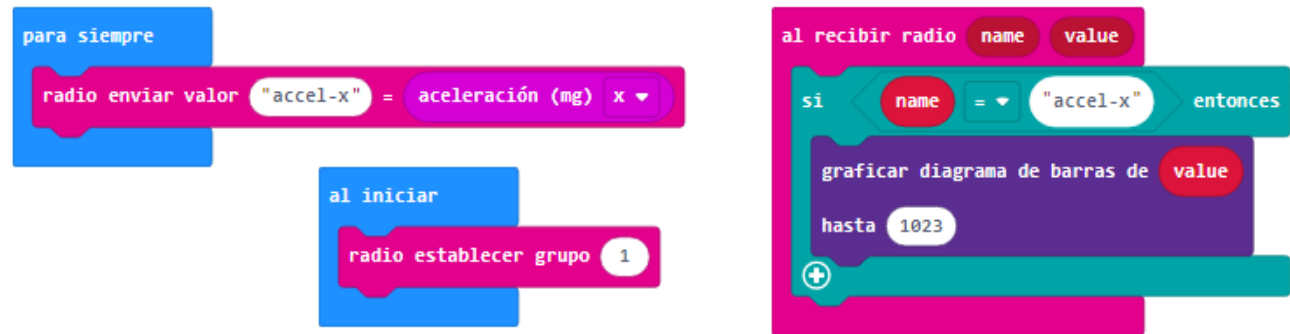 para siempre
radio enviar valor "accel-x" = aceleración (mg) x
al iniciar
radio establecer grupo 1
al recibir radio name value
si name = "accel-x" entonces
graficar diagrama de barras de value
hasta 1023